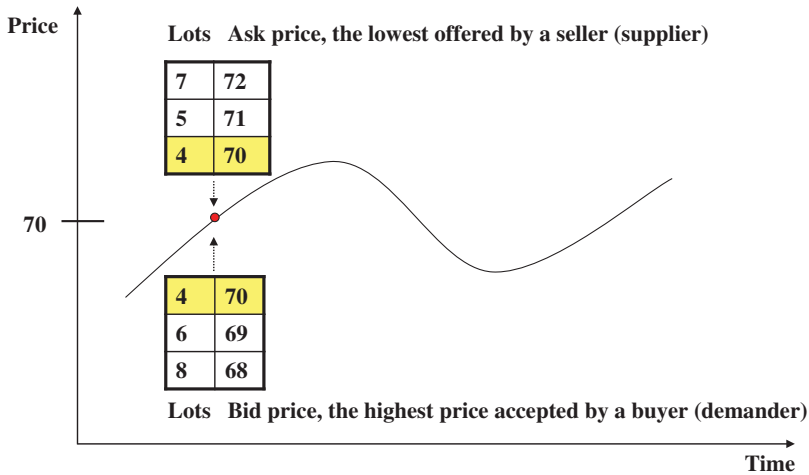 Price
Lots Ask price, the lowest offered by a seller (supplier)
7 72
5 71
4 70
70
4 70
6 69
8 68
Lots Bid price, the highest price accepted by a buyer (demander)
Time